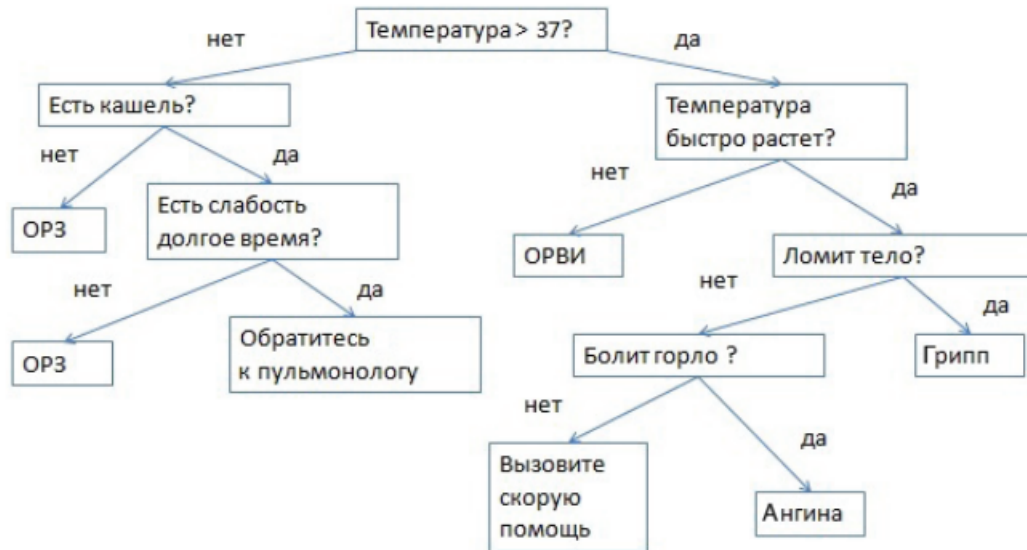 Температура > 37?
нет
да
Есть кашель?
Температура
быстро растет?
нет
да
нет
да
ОРЗ
Есть слабость
долгое время?
ОРВИ
Ломит тело?
нет
да
нет
да
ОРЗ
Обратитесь
к пульмонологу
Болит горло ?
Грипп
нет
да
Вызовите
скорую
помощь
Ангина